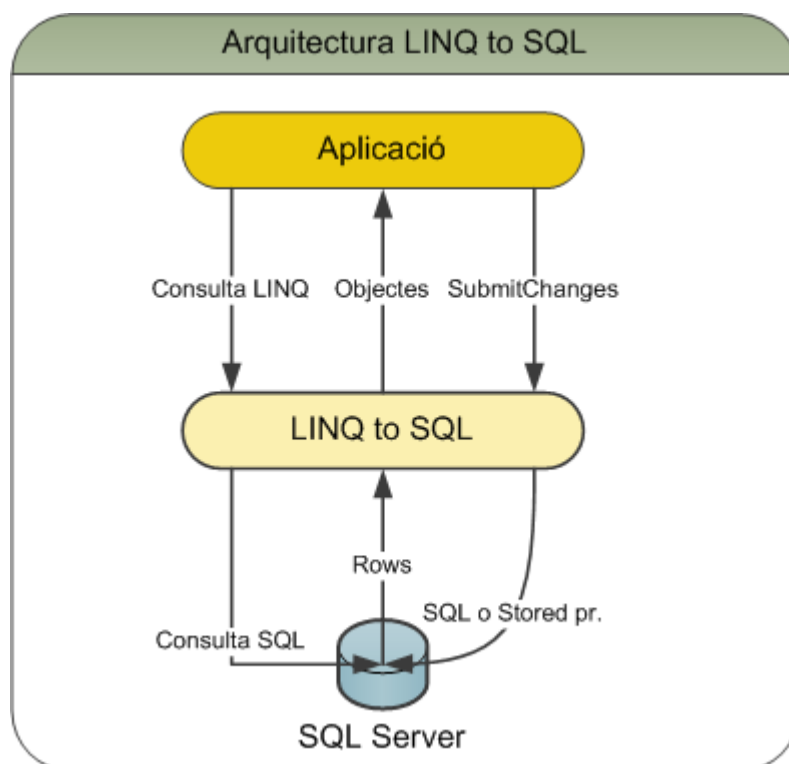 Arquitectura LINQ to SQL
Aplicació
Consulta LINQ
Objectes
SubmitChanges
LINQ to SQL
Rows
SQL o Stored pr.
Consulta SQL
SQL Server